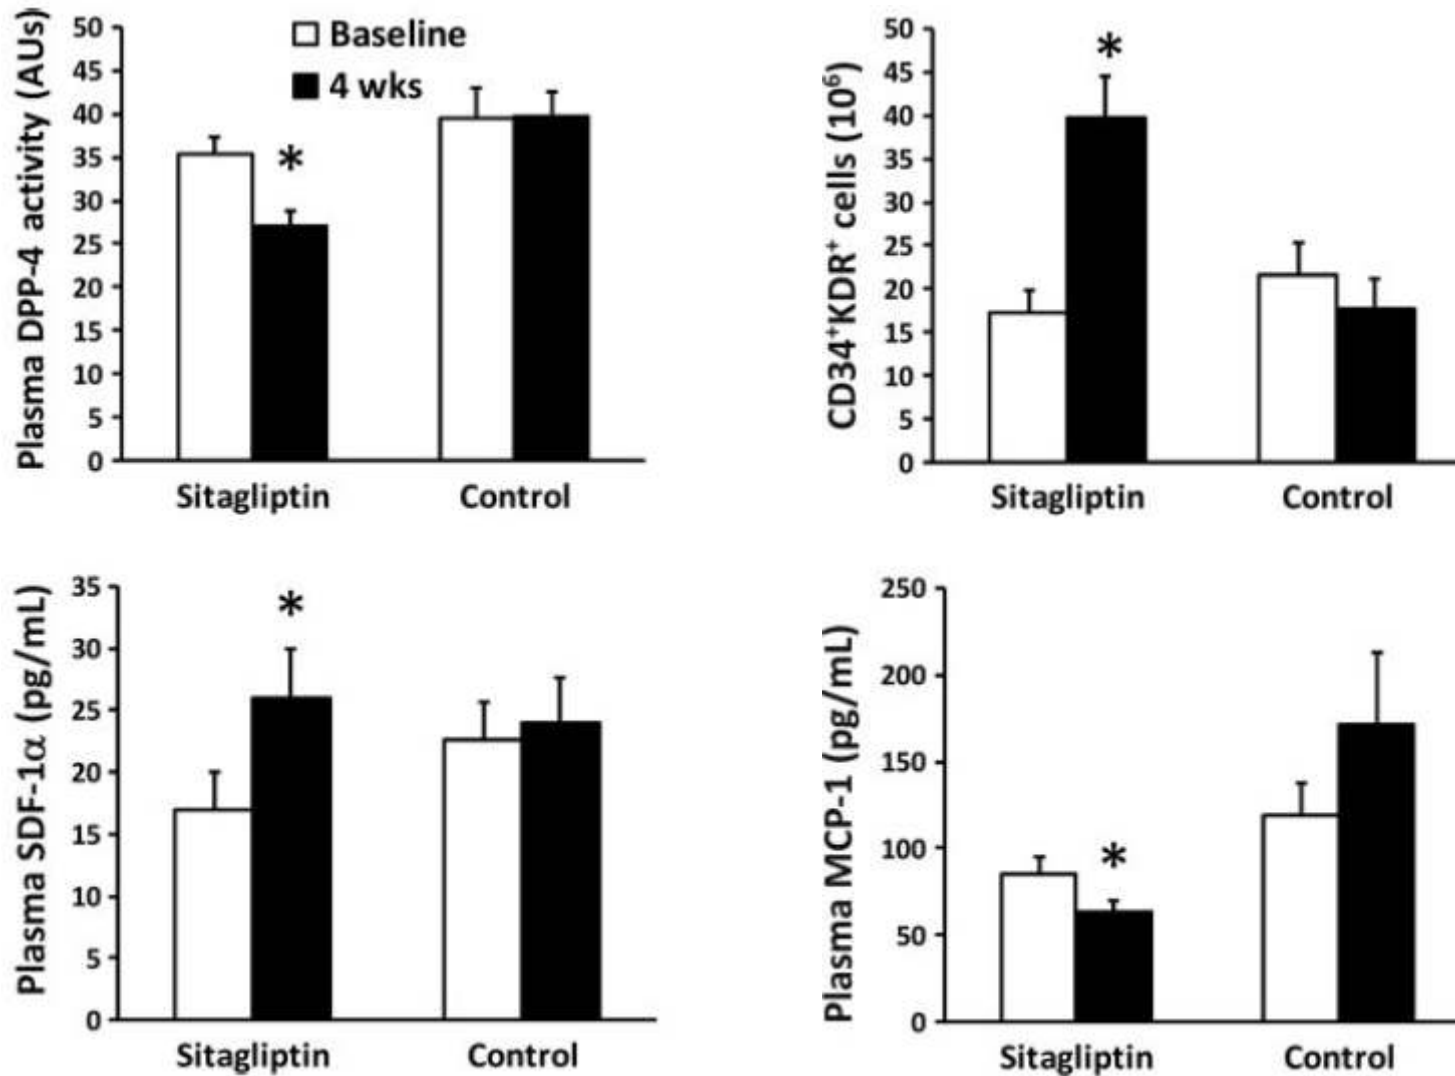 Plasma DPP-4 activity (AUs)
50
45
40
35
30
25
20
15
10
5
0
Baseline
4 wks
*
Sitagliptin
Control
CD34⁺KDR⁺ cells (10⁶)
50
45
40
35
30
25
20
15
10
5
0
*
Sitagliptin
Control
Plasma SDF-1α (pg/mL)
35
30
25
20
15
10
5
0
*
Sitagliptin
Control
Plasma MCP-1 (pg/mL)
250
200
150
100
50
0
*
Sitagliptin
Control